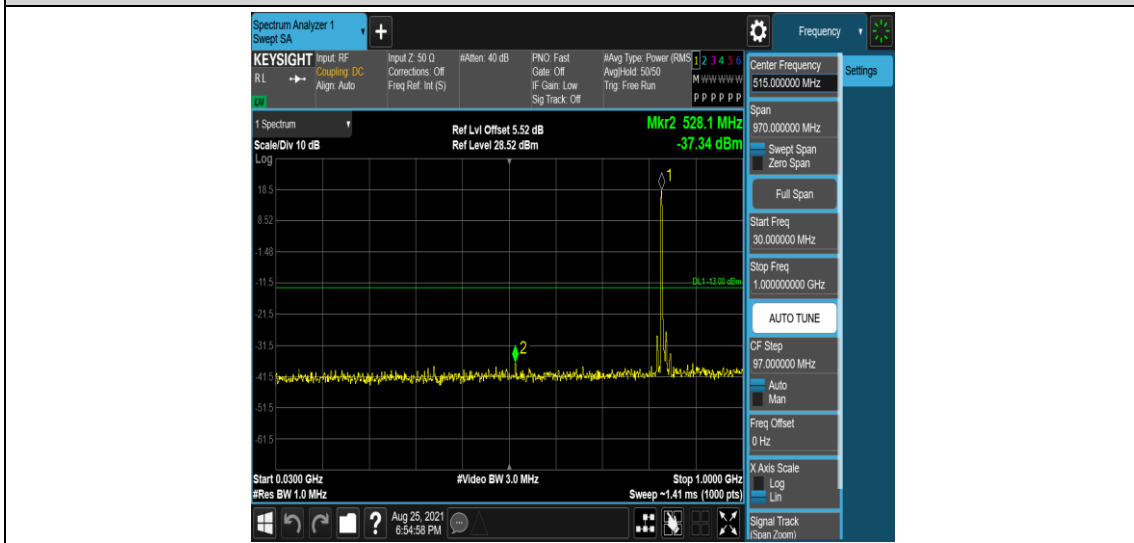 Spectrum Analyzer 1
Swept SA
+
Frequency
KEYSIGHT
RL
LXI
Input: RF
Coupling: DC
Align: Auto
Input Z: 50 Ω
Corrections: Off
Freq Ref: Int (S)
#Atten: 40 dB
PNO: Fast
Gate: Off
IF Gain: Low
Sig Track: Off
#Avg Type: Power (RMS
Avg|Hold: 50/50
Trig: Free Run
1 2 3 4 5 6
M W W W W W
P P P P P P
1 Spectrum
Scale/Div 10 dB
Log
Ref Lvl Offset 5.52 dB
Ref Level 28.52 dBm
Mkr2 528.1 MHz
-37.34 dBm
18.5
8.52
-1.48
-11.5
-21.5
-31.5
-41.5
-51.5
-61.5
1
DL1 -13.00 dBm
2
Start 0.0300 GHz
#Res BW 1.0 MHz
#Video BW 3.0 MHz
Stop 1.0000 GHz
Sweep ~1.41 ms (1000 pts)
?
Aug 25, 2021
6:54:58 PM
Center Frequency
515.000000 MHz
Settings
Span
970.000000 MHz
Swept Span
Zero Span
Full Span
Start Freq
30.000000 MHz
Stop Freq
1.000000000 GHz
AUTO TUNE
CF Step
97.000000 MHz
Auto
Man
Freq Offset
0 Hz
X Axis Scale
Log
Lin
Signal Track
(Span Zoom)